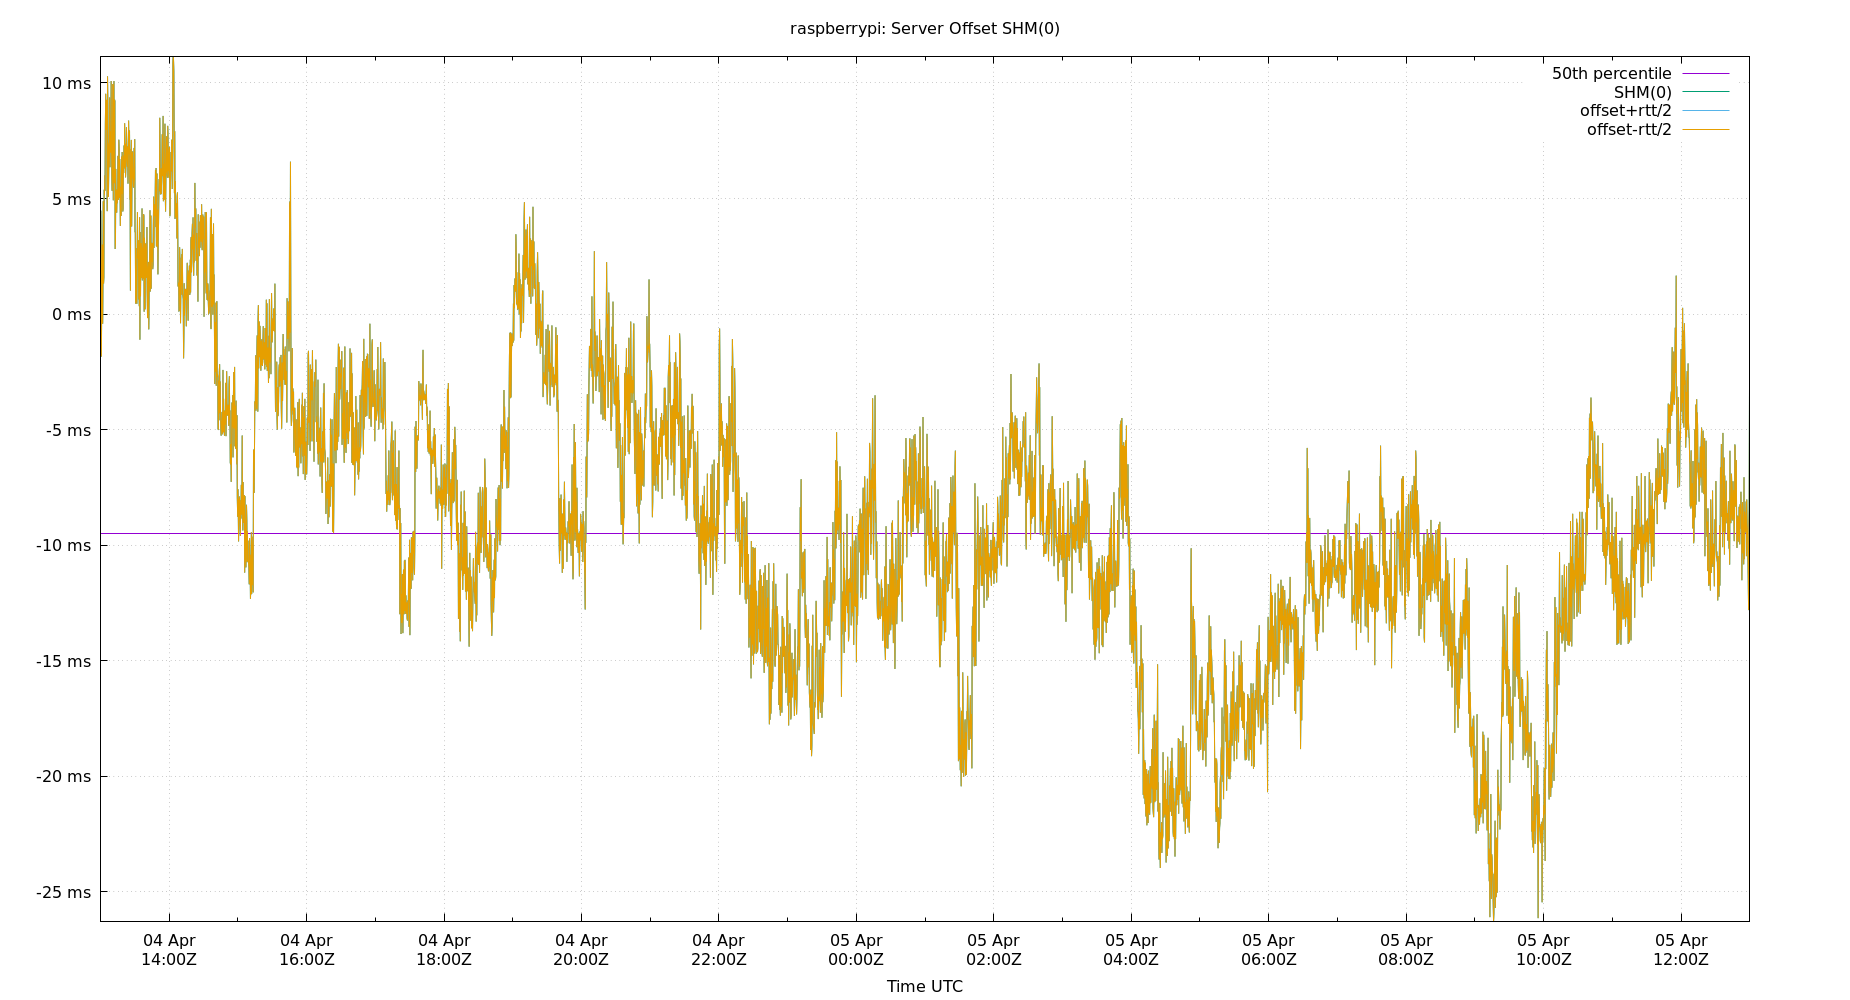 raspberrypi: Server Offset SHM(0)
50th percentile
SHM(0)
offset+rtt/2
offset-rtt/2
10 ms
5 ms
0 ms
-5 ms
-10 ms
-15 ms
-20 ms
-25 ms
04 Apr 04 Apr 04 Apr 04 Apr 04 Apr 05 Apr 05 Apr 05 Apr 05 Apr 05 Apr 05 Apr 05 Apr
14:00Z 16:00Z 18:00Z 20:00Z 22:00Z 00:00Z 02:00Z 04:00Z 06:00Z 08:00Z 10:00Z 12:00Z
Time UTC